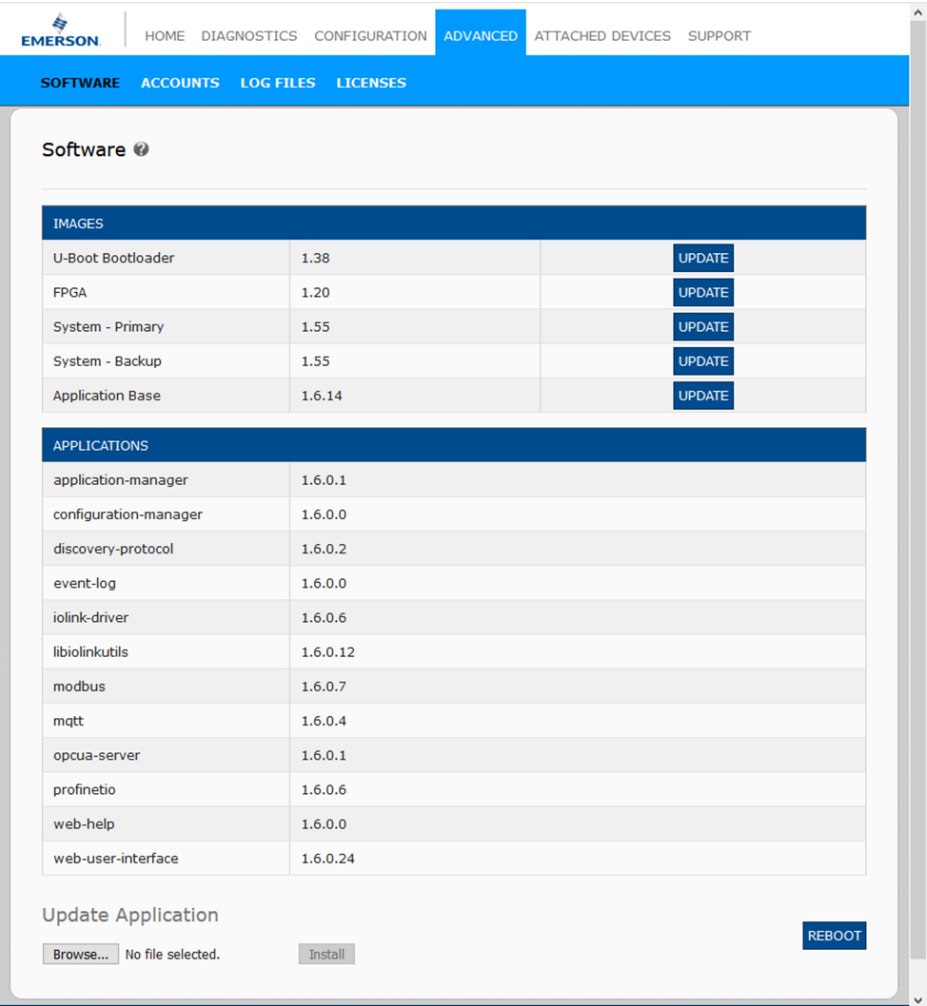 EMERSON HOME DIAGNOSTICS CONFIGURATION ADVANCED ATTACHED DEVICES SUPPORT
SOFTWARE ACCOUNTS LOG FILES LICENSES
Software ?
IMAGES
U-Boot Bootloader 1.38 UPDATE
FPGA 1.20 UPDATE
System - Primary 1.55 UPDATE
System - Backup 1.55 UPDATE
Application Base 1.6.14 UPDATE
APPLICATIONS
application-manager 1.6.0.1
configuration-manager 1.6.0.0
discovery-protocol 1.6.0.2
event-log 1.6.0.0
iolink-driver 1.6.0.6
libiolinkutils 1.6.0.12
modbus 1.6.0.7
mqtt 1.6.0.4
opcua-server 1.6.0.1
profinetio 1.6.0.6
web-help 1.6.0.0
web-user-interface 1.6.0.24
Update Application
REBOOT
Browse... No file selected. Install